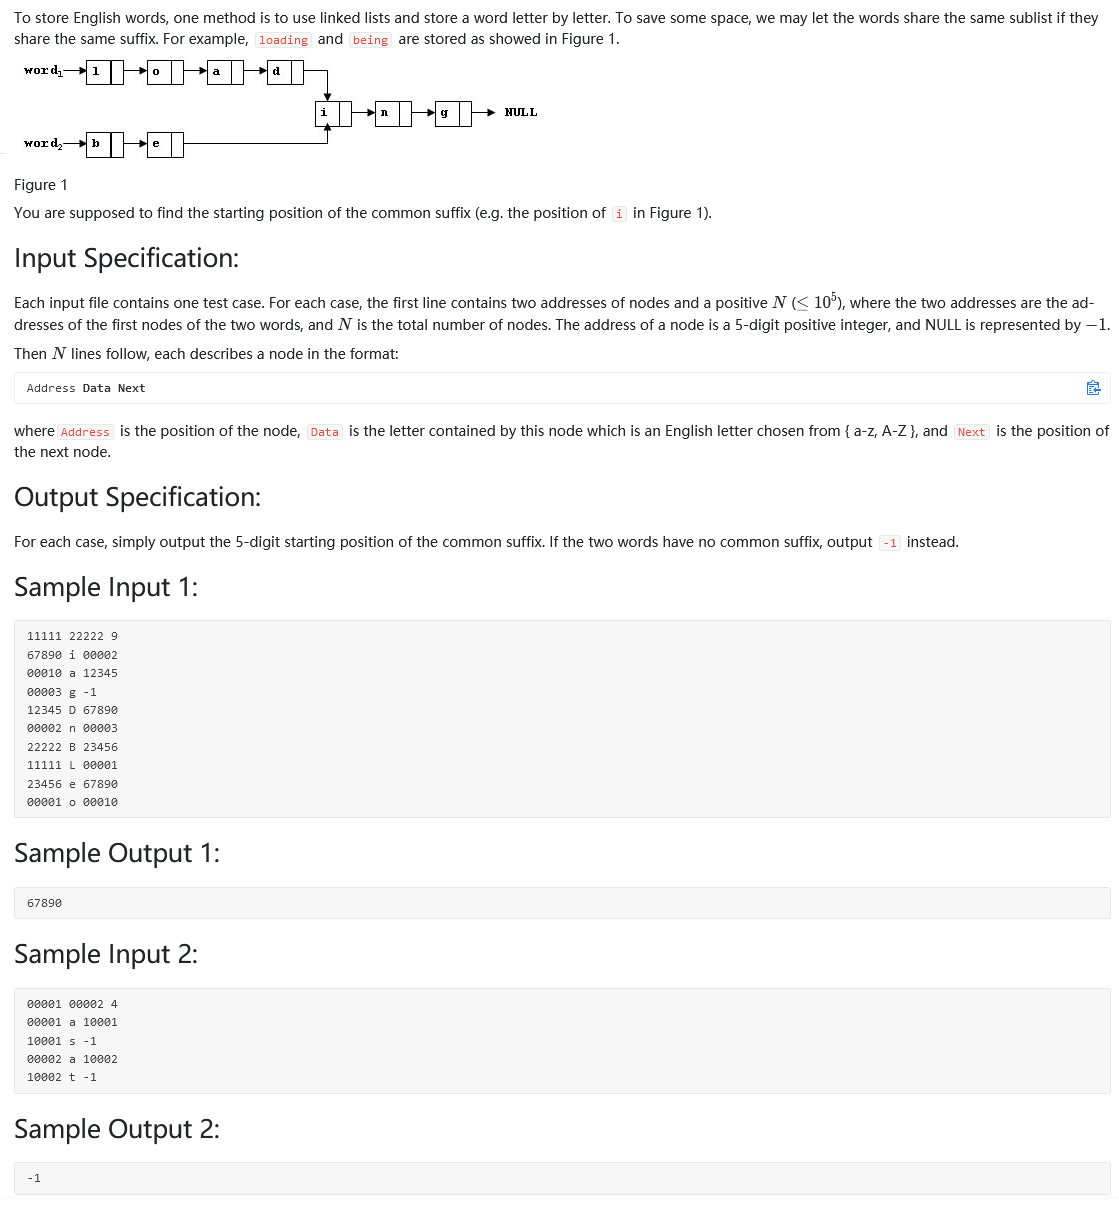 To store English words, one method is to use linked lists and store a word letter by letter. To save some space, we may let the words share the same sublist if they
share the same suffix. For example, loading and being are stored as showed in Figure 1.
word1 l o a d
i n g NULL
word2 b e
Figure 1
You are supposed to find the starting position of the common suffix (e.g. the position of i in Figure 1).
Input Specification:
Each input file contains one test case. For each case, the first line contains two addresses of nodes and a positive N (≤ 10^5), where the two addresses are the ad-
dresses of the first nodes of the two words, and N is the total number of nodes. The address of a node is a 5-digit positive integer, and NULL is represented by −1.
Then N lines follow, each describes a node in the format:
Address Data Next
where Address is the position of the node, Data is the letter contained by this node which is an English letter chosen from { a-z, A-Z }, and Next is the position of
the next node.
Output Specification:
For each case, simply output the 5-digit starting position of the common suffix. If the two words have no common suffix, output -1 instead.
Sample Input 1:
11111 22222 9
67890 i 00002
00010 a 12345
00003 g -1
12345 D 67890
00002 n 00003
22222 B 23456
11111 L 00001
23456 e 67890
00001 o 00010
Sample Output 1:
67890
Sample Input 2:
00001 00002 4
00001 a 10001
10001 s -1
00002 a 10002
10002 t -1
Sample Output 2:
-1